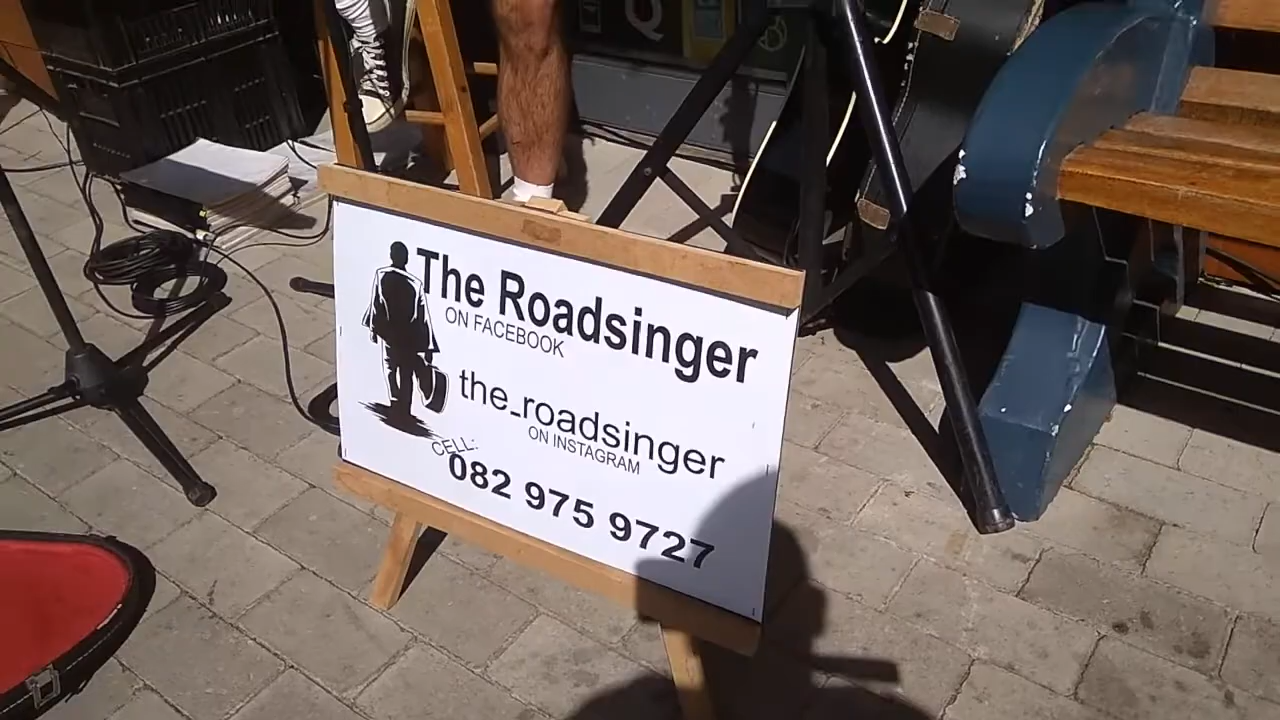 The Roadsinger
ON FACEBOOK
the_roadsinger
ON INSTAGRAM
CELL:
082 975 9727